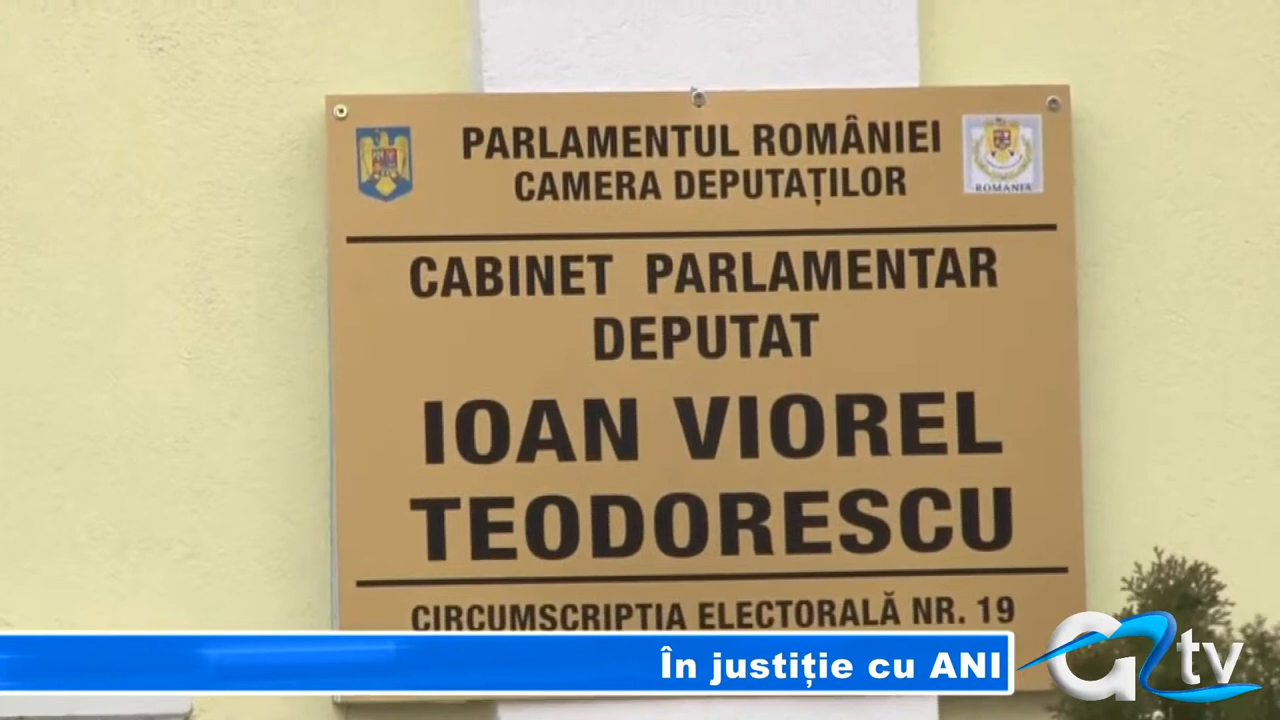 PARLAMENTUL ROMÂNIEI
CAMERA DEPUTAȚILOR
ROMANIA
CABINET PARLAMENTAR
DEPUTAT
IOAN VIOREL
TEODORESCU
CIRCUMSCRIPTIA ELECTORALĂ NR. 19
În justiție cu ANI
a2 tv